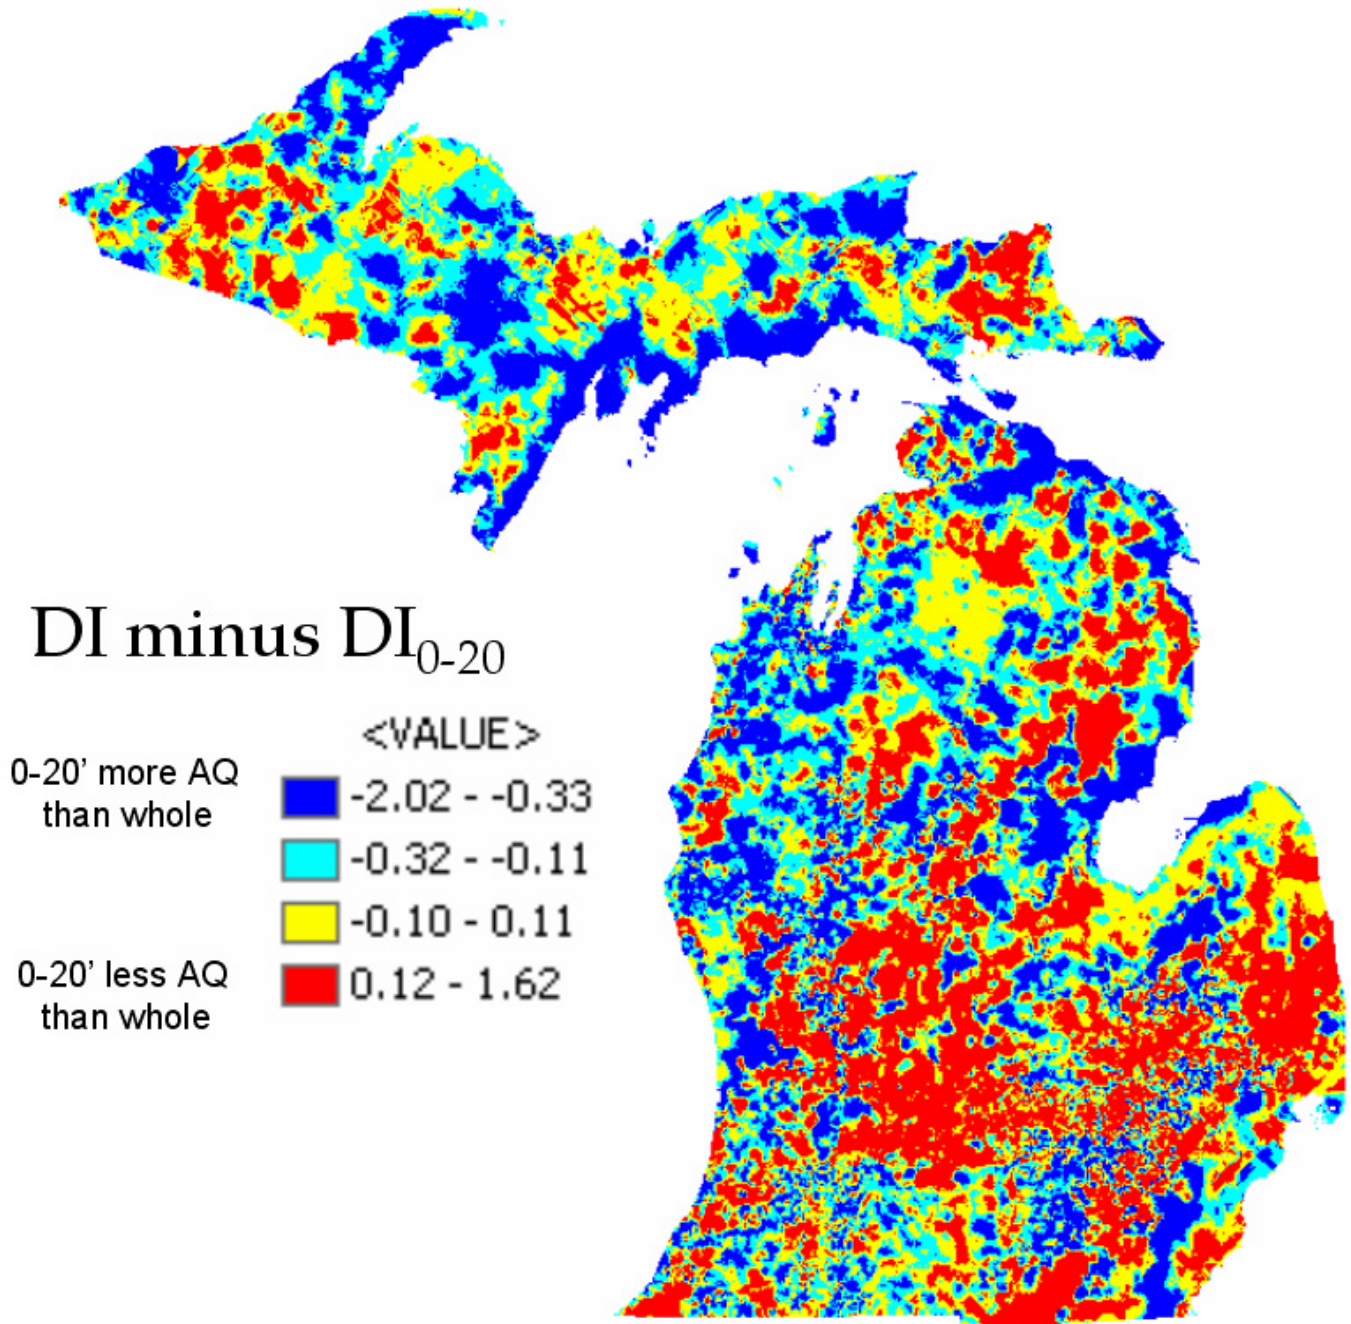 DI minus DI0-20
<VALUE>
0-20' more AQ
than whole
-2.02 - -0.33
-0.32 - -0.11
-0.10 - 0.11
0-20' less AQ
than whole
0.12 - 1.62